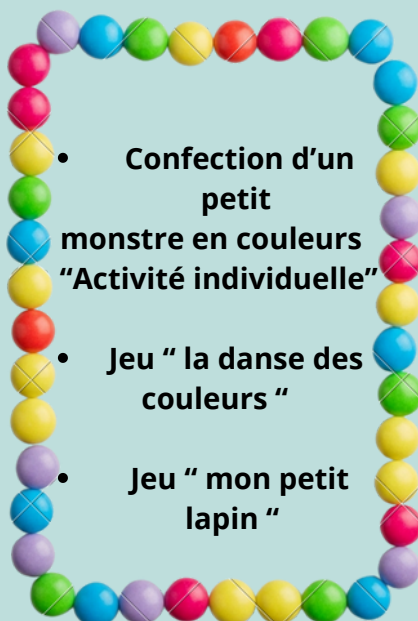 • Confection d’un
petit
monstre en couleurs
“Activité individuelle”
• Jeu “ la danse des
couleurs “
• Jeu “ mon petit
lapin “